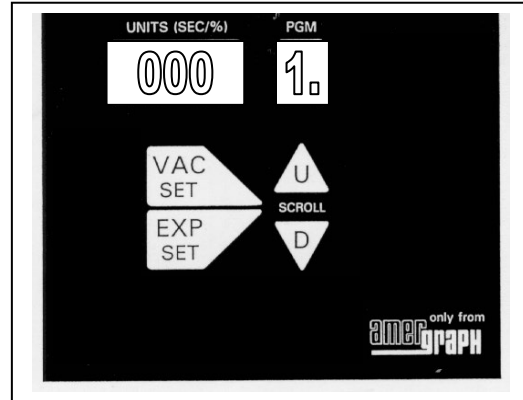 UNITS (SEC/%) PGM
000 1.
VAC
SET
U
SCROLL
EXP
SET
D
only from
amergraph